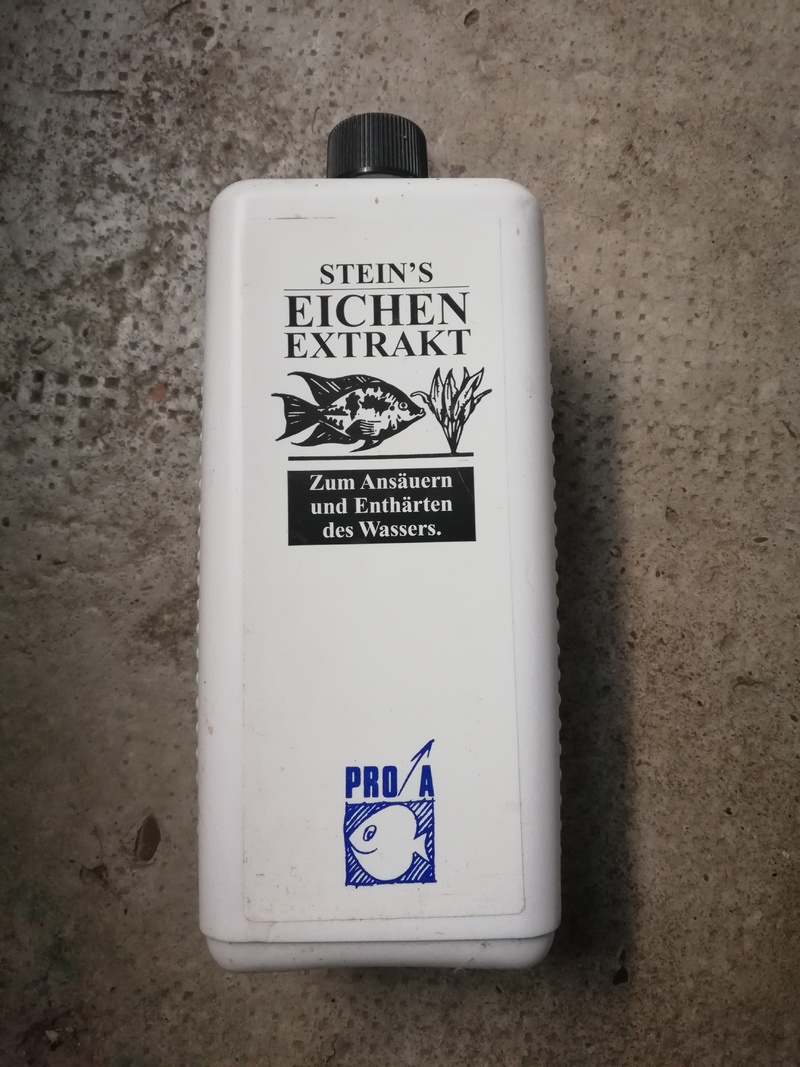 STEIN'S
EICHEN
EXTRAKT
Zum Ansäuern
und Enthärten
des Wassers.
PRO A